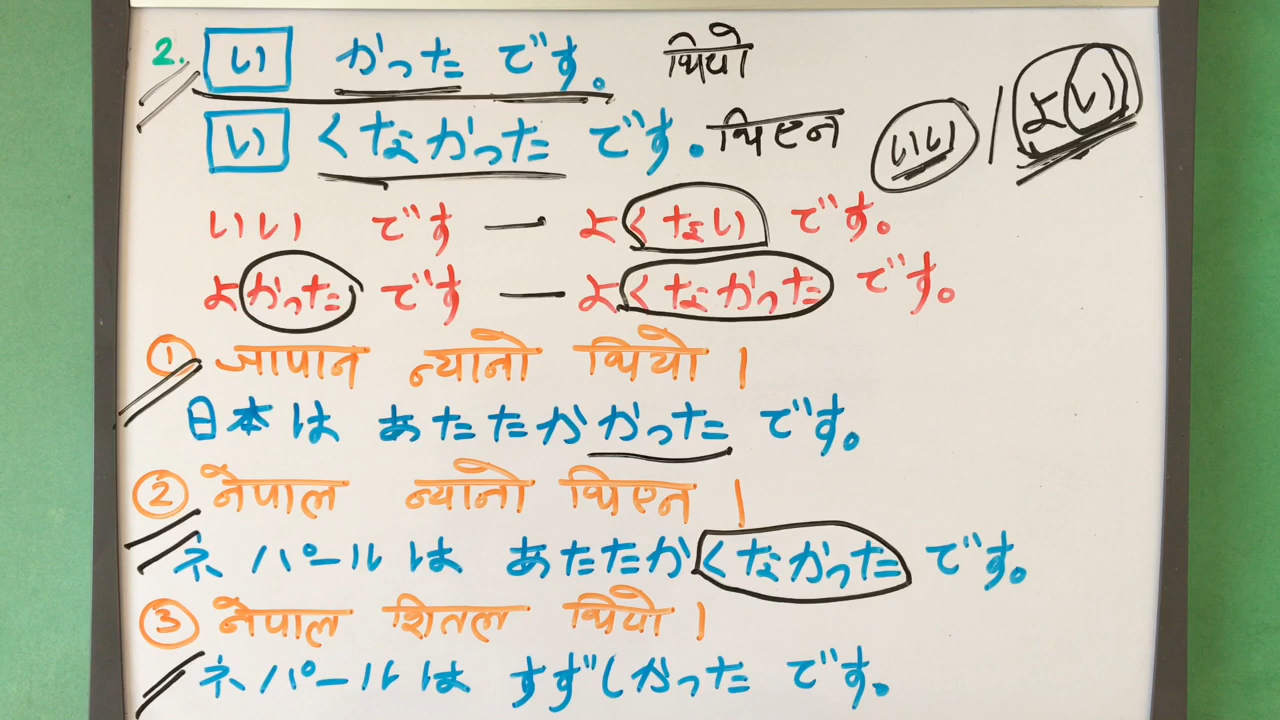 2. い かった です。 थियो
い くなかった です. थिएन いい / よい
いい です — よくない です。
よかった です — よくなかった です。
① जापान न्यानो थियो ।
日本は あたたかかった です。
② नेपाल न्यानो थिएन ।
ネパールは あたたかくなかった です。
③ नेपाल शितल थियो ।
ネパールは すずしかった です。